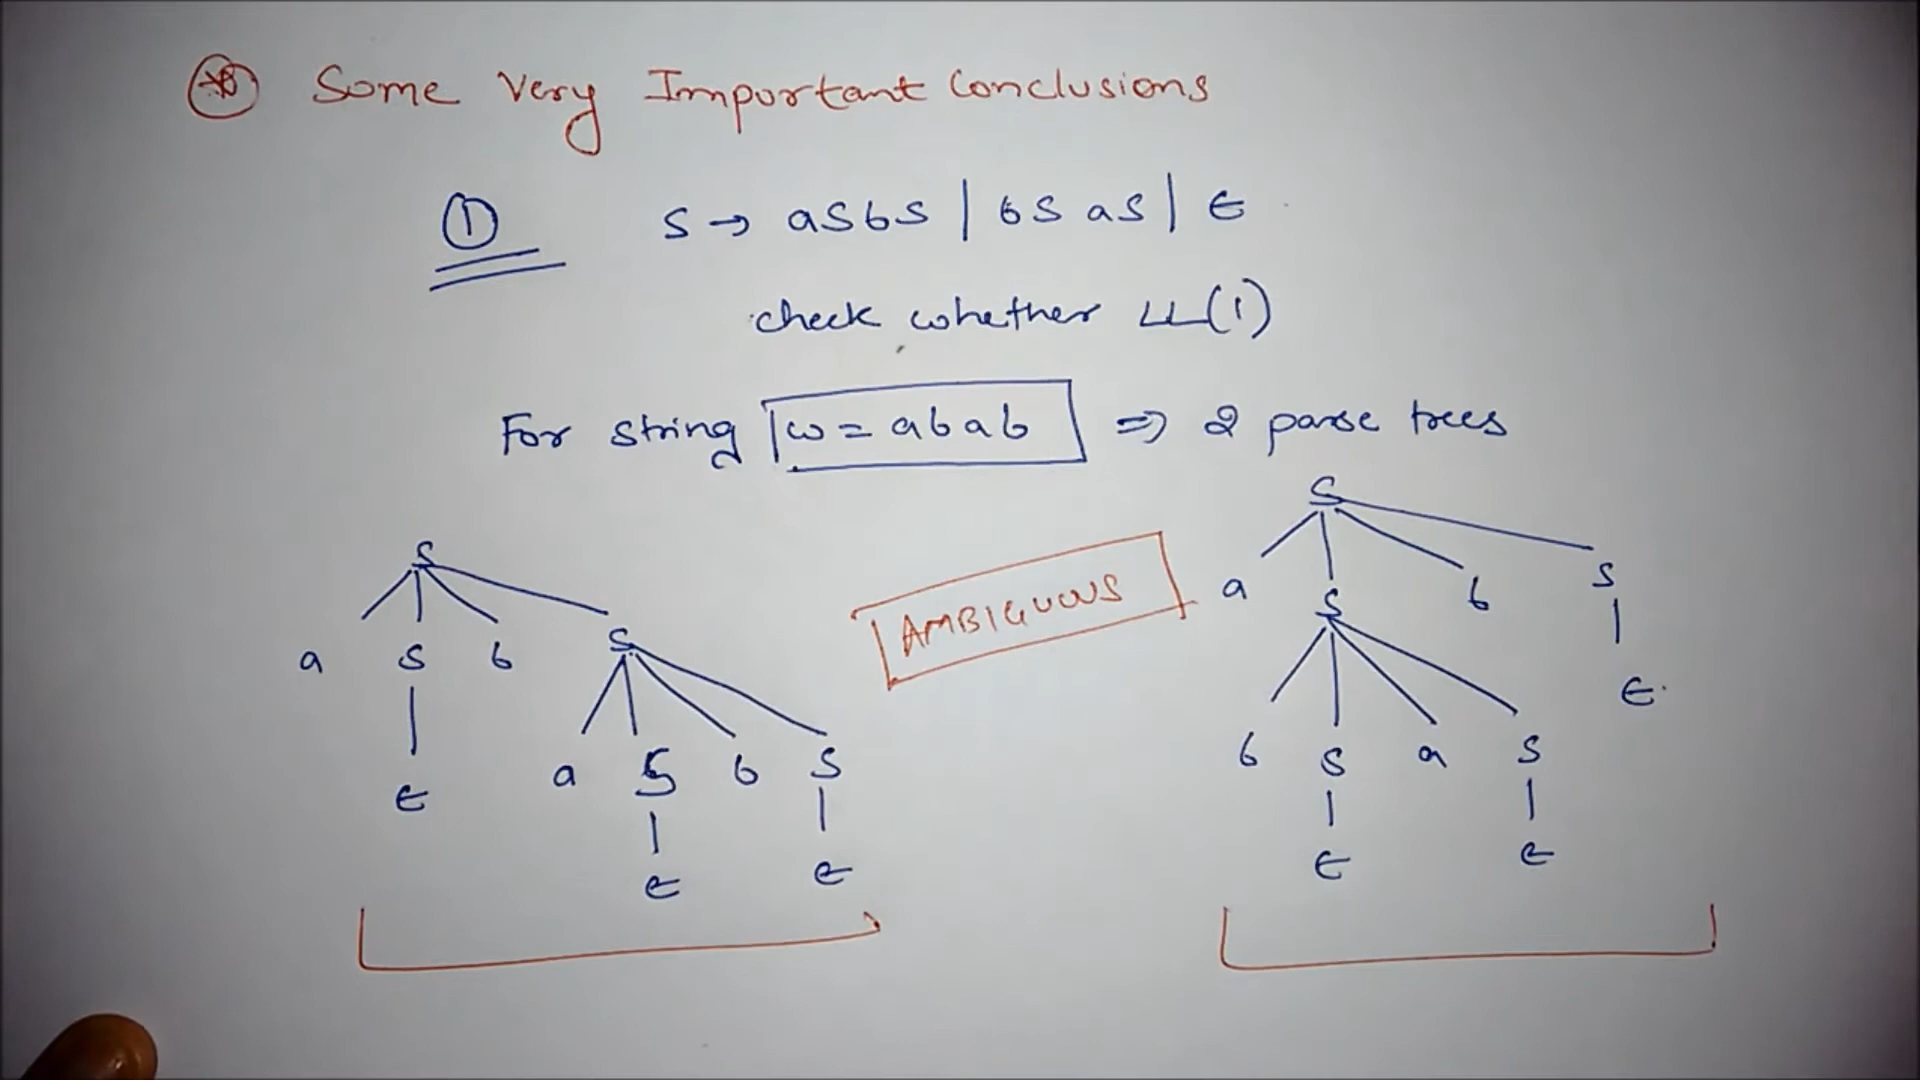 * Some Very Important Conclusions
① S → aSbS | bSaS | ϵ
check whether LL(1)
For string w = abab ⇒ 2 parse trees
S
S
AMBIGUOUS
a S b S
a S b S
ϵ a S b S
ϵ ϵ
b S a S
ϵ
ϵ ϵ